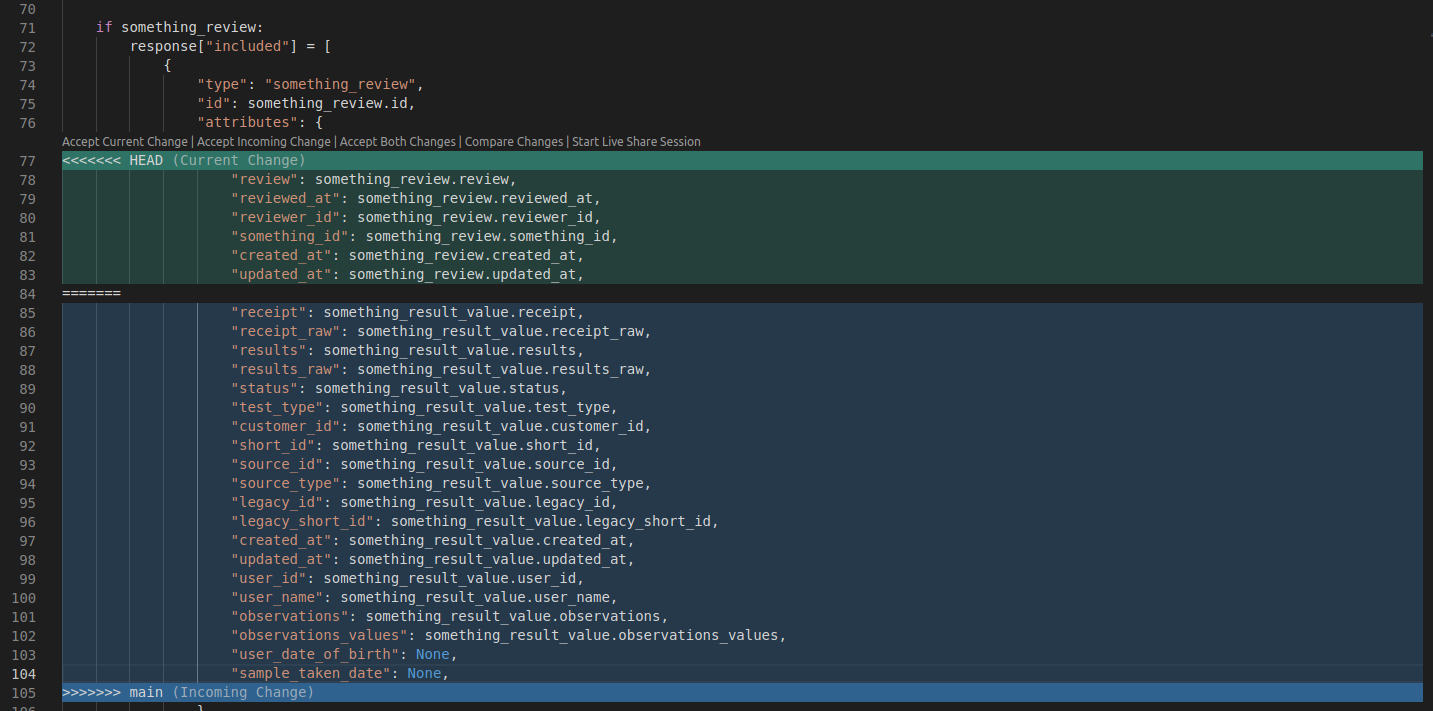 70
71 if something_review:
72 response["included"] = [
73 {
74 "type": "something_review",
75 "id": something_review.id,
76 "attributes": {
Accept Current Change | Accept Incoming Change | Accept Both Changes | Compare Changes | Start Live Share Session
77 <<<<<<< HEAD (Current Change)
78 "review": something_review.review,
79 "reviewed_at": something_review.reviewed_at,
80 "reviewer_id": something_review.reviewer_id,
81 "something_id": something_review.something_id,
82 "created_at": something_review.created_at,
83 "updated_at": something_review.updated_at,
84 =======
85 "receipt": something_result_value.receipt,
86 "receipt_raw": something_result_value.receipt_raw,
87 "results": something_result_value.results,
88 "results_raw": something_result_value.results_raw,
89 "status": something_result_value.status,
90 "test_type": something_result_value.test_type,
91 "customer_id": something_result_value.customer_id,
92 "short_id": something_result_value.short_id,
93 "source_id": something_result_value.source_id,
94 "source_type": something_result_value.source_type,
95 "legacy_id": something_result_value.legacy_id,
96 "legacy_short_id": something_result_value.legacy_short_id,
97 "created_at": something_result_value.created_at,
98 "updated_at": something_result_value.updated_at,
99 "user_id": something_result_value.user_id,
100 "user_name": something_result_value.user_name,
101 "observations": something_result_value.observations,
102 "observations_values": something_result_value.observations_values,
103 "user_date_of_birth": None,
104 "sample_taken_date": None,
105 >>>>>>> main (Incoming Change)
106 }